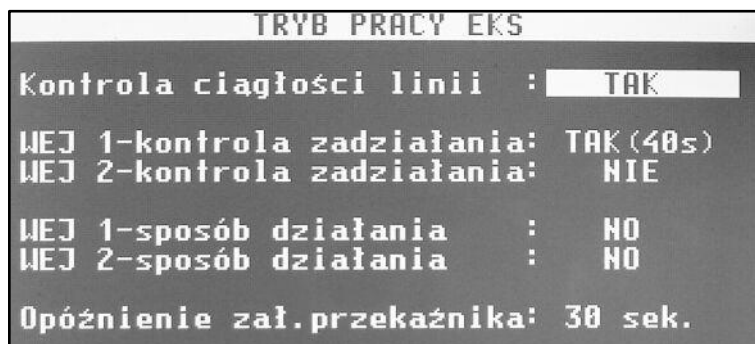 TRYB PRACY EKS
Kontrola ciągłości linii : TAK
WEJ 1-kontrola zadziałania: TAK(40s)
WEJ 2-kontrola zadziałania: NIE
WEJ 1-sposób działania : NO
WEJ 2-sposób działania : NO
Opóźnienie zał.przekaźnika: 30 sek.